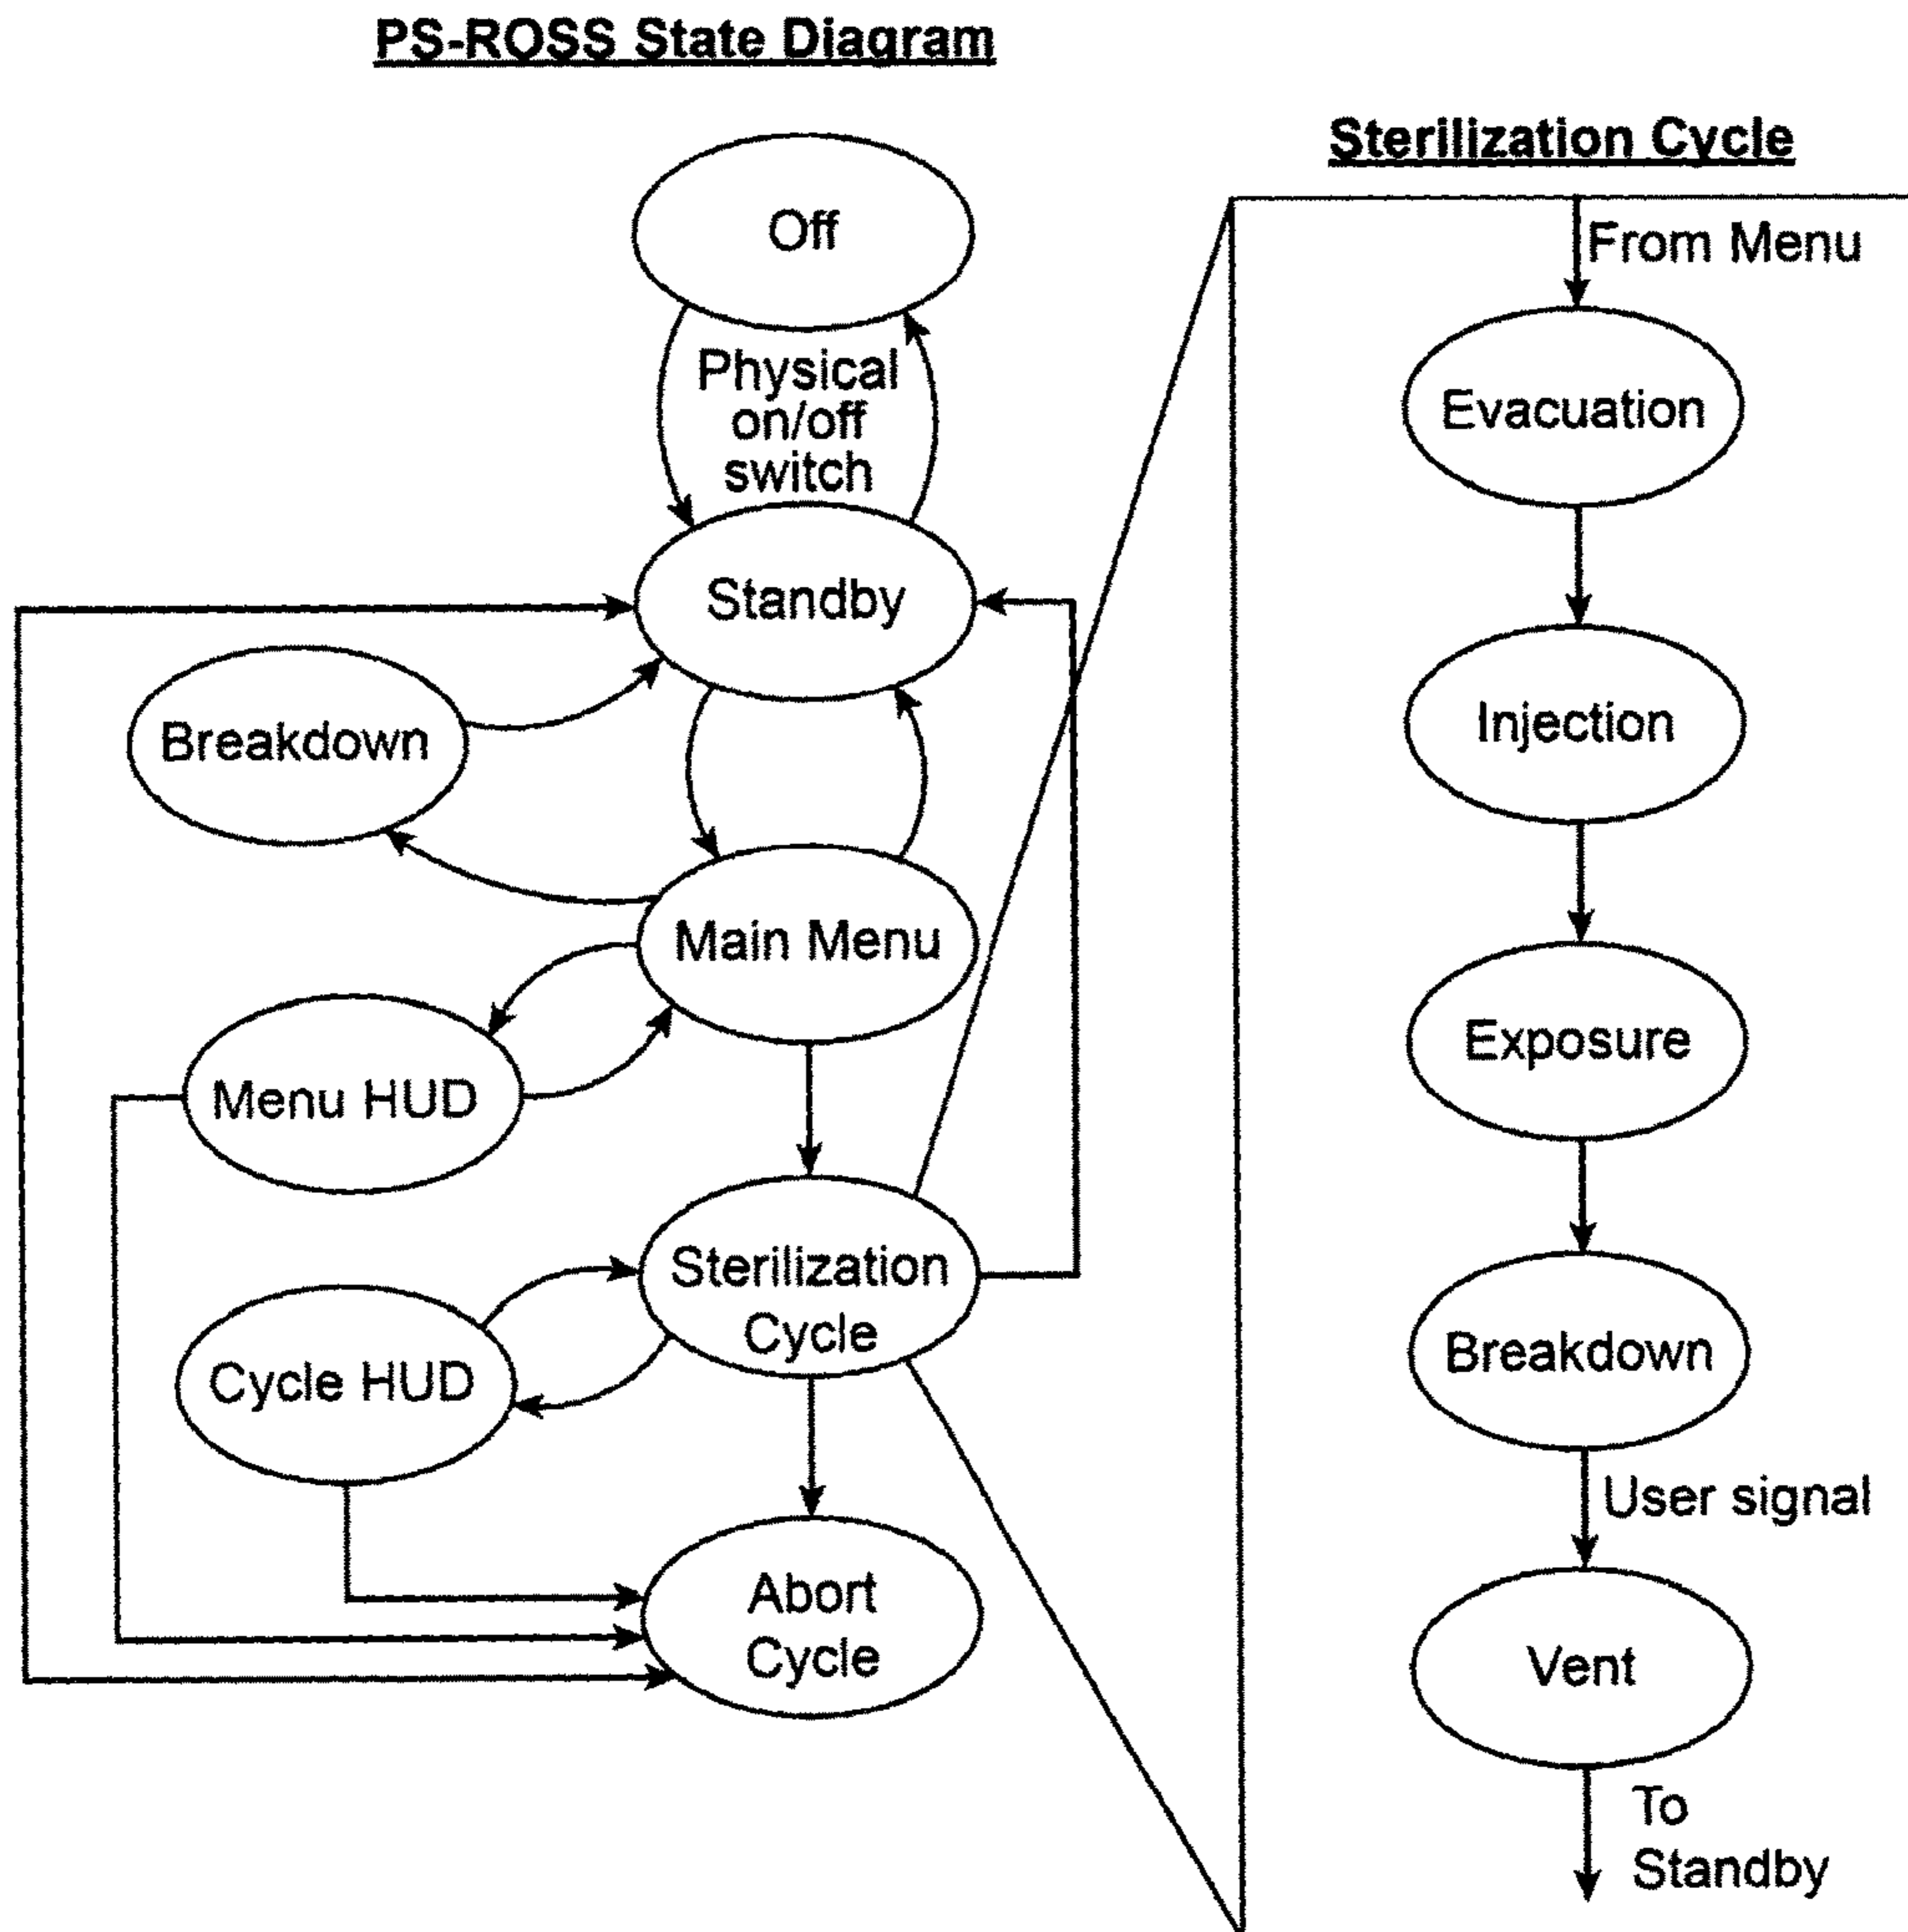 PS-ROSS State Diagram
Off
Physical
on/off
switch
Standby
Breakdown
Main Menu
Menu HUD
Sterilization
Cycle
Cycle HUD
Abort
Cycle
Sterilization Cycle
From Menu
Evacuation
Injection
Exposure
Breakdown
User signal
Vent
To
Standby